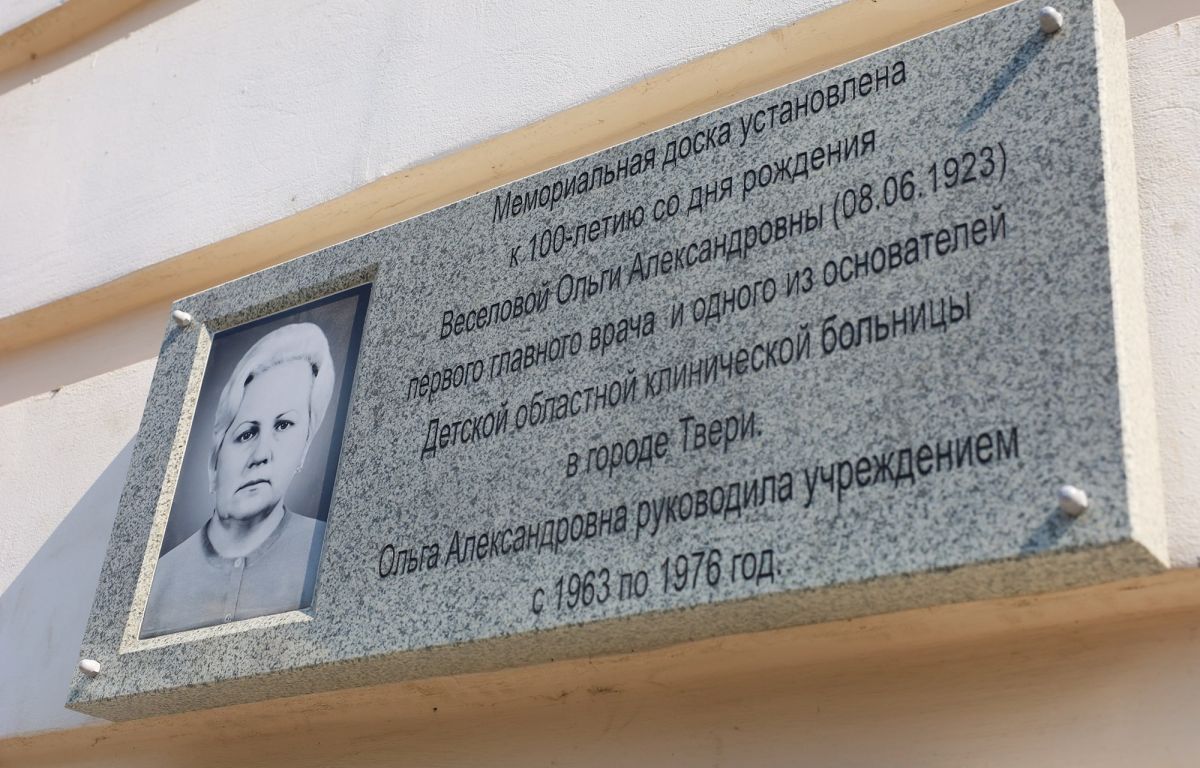 Мемориальная доска установлена
к 100-летию со дня рождения
Веселовой Ольги Александровны (08.06.1923)
первого главного врача и одного из основателей
Детской областной клинической больницы
в городе Твери.
Ольга Александровна руководила учреждением
с 1963 по 1976 год.